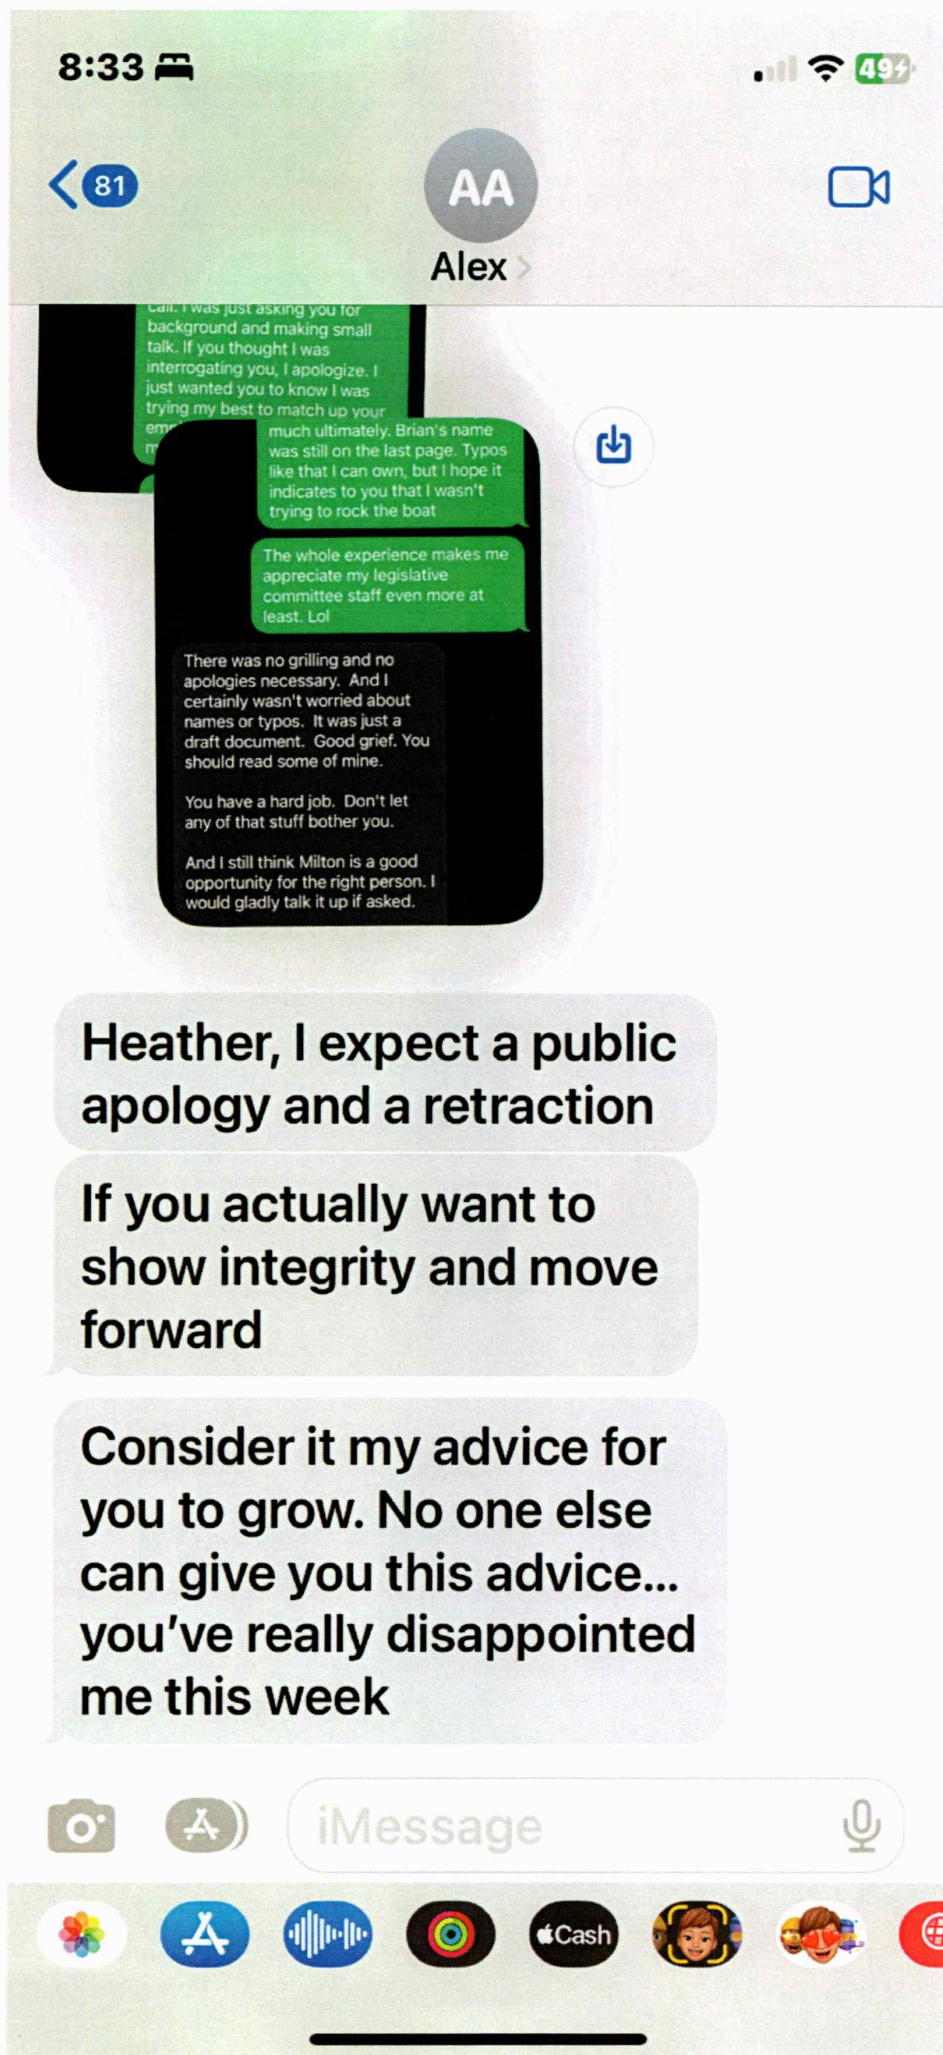 8:33
49
81
AA
Alex
call. I was just asking you for
background and making small
talk. If you thought I was
interrogating you, I apologize. I
just wanted you to know I was
trying my best to match up your
much ultimately. Brian's name
was still on the last page. Typos
like that I can own, but I hope it
indicates to you that I wasn't
trying to rock the boat
The whole experience makes me
appreciate my legislative
committee staff even more at
least. Lol
There was no grilling and no
apologies necessary. And I
certainly wasn't worried about
names or typos. It was just a
draft document. Good grief. You
should read some of mine.
You have a hard job. Don't let
any of that stuff bother you.
And I still think Milton is a good
opportunity for the right person. I
would gladly talk it up if asked.
Heather, I expect a public
apology and a retraction
If you actually want to
show integrity and move
forward
Consider it my advice for
you to grow. No one else
can give you this advice...
you've really disappointed
me this week
iMessage
Cash